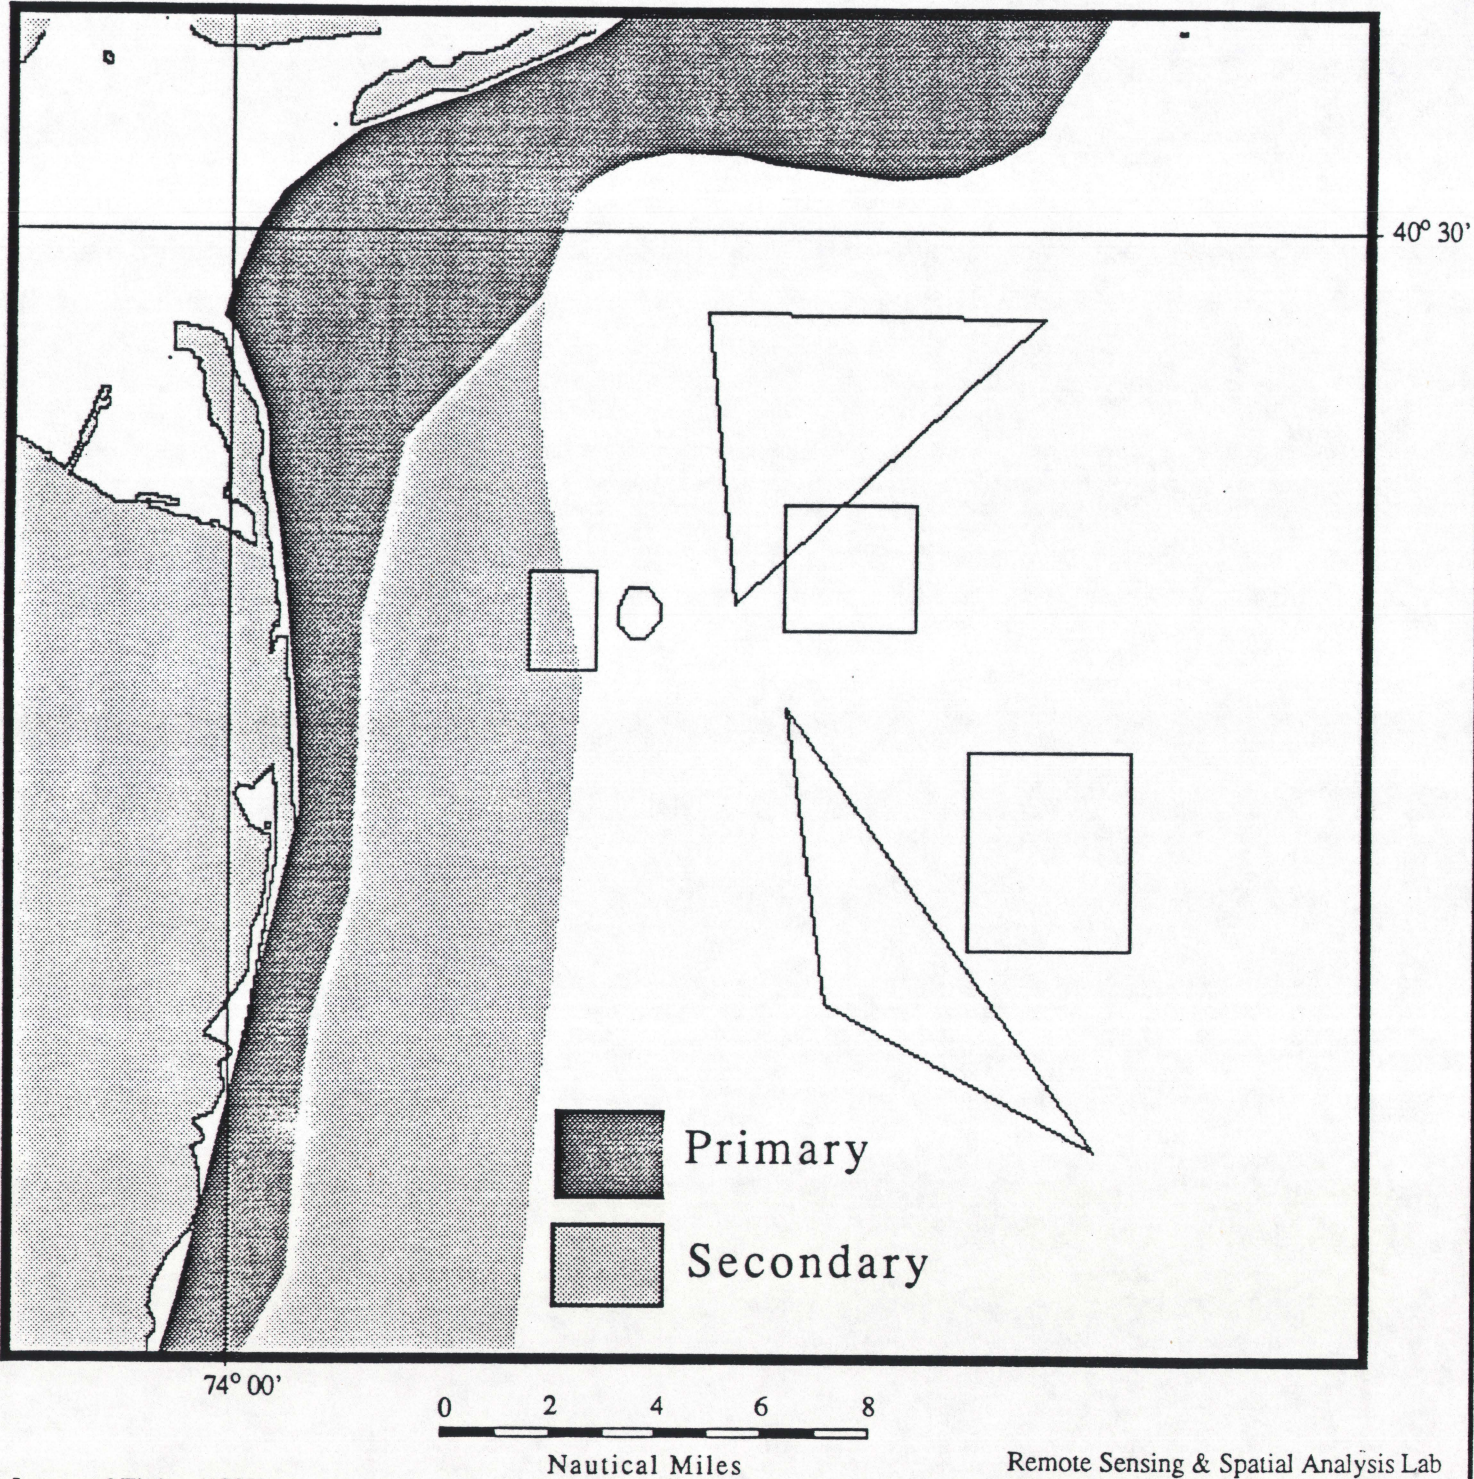 40° 30'
Primary
Secondary
74° 00'
0 2 4 6 8
Nautical Miles
Remote Sensing & Spatial Analysis Lab